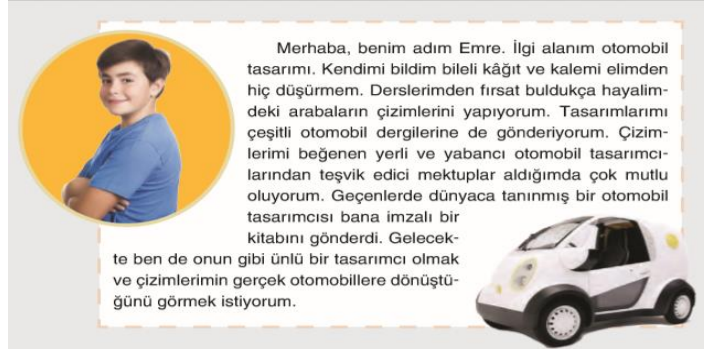 Merhaba, benim adım Emre. İlgi alanım otomobil
tasarımı. Kendimi bildim bileli kâğıt ve kalemi elimden
hiç düşürmem. Derslerimden fırsat buldukça hayalim-
deki arabaların çizimlerini yapıyorum. Tasarımlarımı
çeşitli otomobil dergilerine de gönderiyorum. Çizim-
lerimi beğenen yerli ve yabancı otomobil tasarımcı-
larından teşvik edici mektuplar aldığımda çok mutlu
oluyorum. Geçenlerde dünyaca tanınmış bir otomobil
tasarımcısı bana imzalı bir
kitabını gönderdi. Gelecek-
te ben de onun gibi ünlü bir tasarımcı olmak
ve çizimlerimin gerçek otomobillere dönüştü-
ğünü görmek istiyorum.